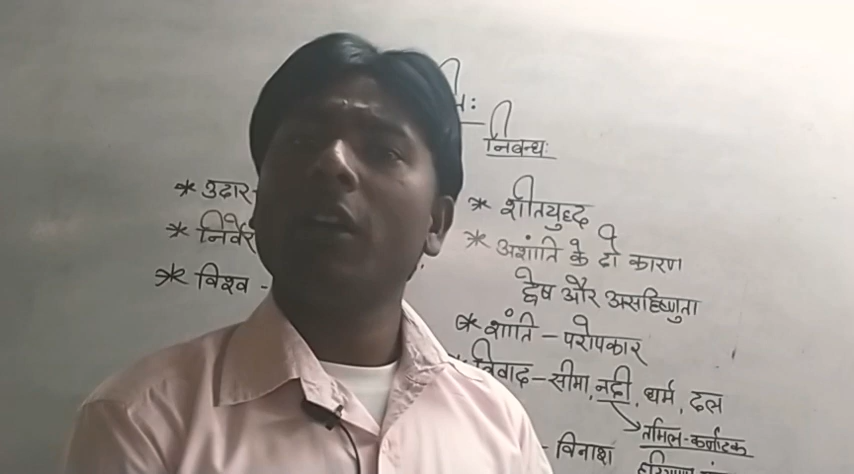 निबन्धः
* उदार-
* निर्वैर
* विश्व -
* शीतयुद्ध
* अशांति के दो कारण
द्वेष और असहिष्णुता
* शांति - परोपकार
* विवाद - सीमा, नदी, धर्म, दल
तमिल-कर्नाटक
- विनाश